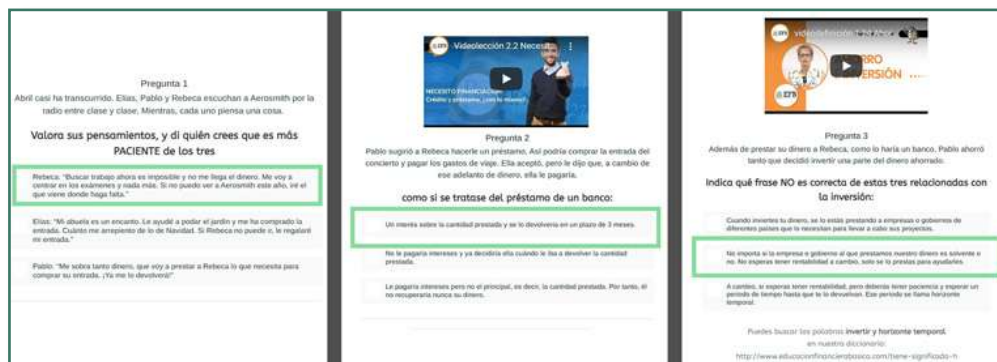 Pregunta 1
Abril casi ha transcurrido. Elías, Pablo y Rebeca escuchan a Aerosmith por la
radio entre clase y clase. Mientras, cada uno piensa una cosa.
Valora sus pensamientos, y di quién crees que es más
PACIENTE de los tres
Rebeca: "Buscar trabajo ahora es imposible y no me llega el dinero. Me voy a
centrar en los exámenes y nada más. Si no puedo ver a Aerosmith este año, iré el
que viene donde haga falta."
Elías: "Mi abuela es un encanto. Le ayudé a podar el jardín y me ha comprado la
entrada. Cuánto me arrepiento de lo de Navidad. Si Rebeca no puede ir, le regalaré
mi entrada."
Pablo: "Me sobra tanto dinero, que voy a prestar a Rebeca lo que necesita para
comprar su entrada. ¡Ya me lo devolverá!"
Videolección 2.2 Necesito
NECESITO FINANCIACIÓN:
Crédito y préstamo, ¿son lo mismo?
Pregunta 2
Pablo sugirió a Rebeca hacerle un préstamo. Así podría comprar la entrada del
concierto y pagar los gastos de viaje. Ella aceptó, pero le dijo que, a cambio de
ese adelanto de dinero, ella le pagaría,
como si se tratase del préstamo de un banco:
Un interés sobre la cantidad prestada y se lo devolvería en un plazo de 3 meses.
No le pagaría intereses y ya decidiría ella cuándo le iba a devolver la cantidad
prestada.
Le pagaría intereses pero no el principal, es decir, la cantidad prestada. Por tanto, él
no recuperaría nunca su dinero.
INVERSIÓN
Pregunta 3
Además de prestar su dinero a Rebeca, como lo haría un banco, Pablo ahorró
tanto que decidió invertir una parte del dinero ahorrado.
Indica qué frase NO es correcta de estas tres relacionadas con
la inversión:
Cuando inviertes tu dinero, se lo estás prestando a empresas o gobiernos de
diferentes países que lo necesitan para llevar a cabo sus proyectos.
No importa si la empresa o gobierno al que prestamos nuestro dinero es solvente o
no. No esperas tener rentabilidad a cambio, solo se lo prestas para ayudarles.
A cambio, si esperas tener rentabilidad, pero deberás tener paciencia y esperar un
periodo de tiempo hasta que te lo devuelvan. Ese periodo se llama horizonte
temporal.
Puedes buscar las palabras invertir y horizonte temporal
en nuestro diccionario:
http://www.educacionfinancierabasica.com/tiene-significado-h